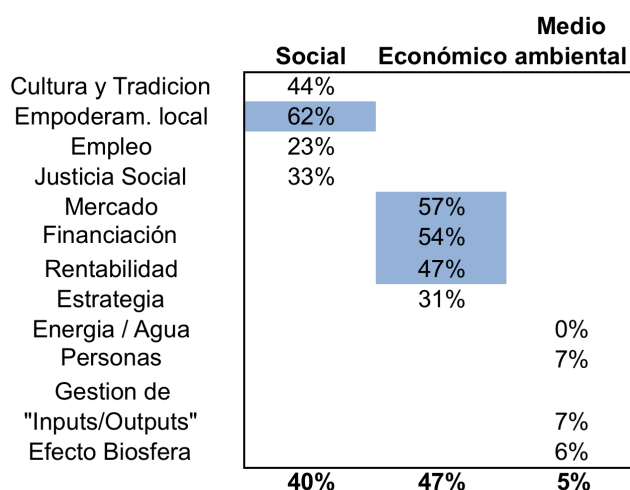 Medio
Social Económico ambiental
Cultura y Tradicion 44%
Empoderam. local 62%
Empleo 23%
Justicia Social 33%
Mercado 57%
Financiación 54%
Rentabilidad 47%
Estrategia 31%
Energia / Agua 0%
Personas 7%
Gestion de
"Inputs/Outputs" 7%
Efecto Biosfera 6%
40% 47% 5%